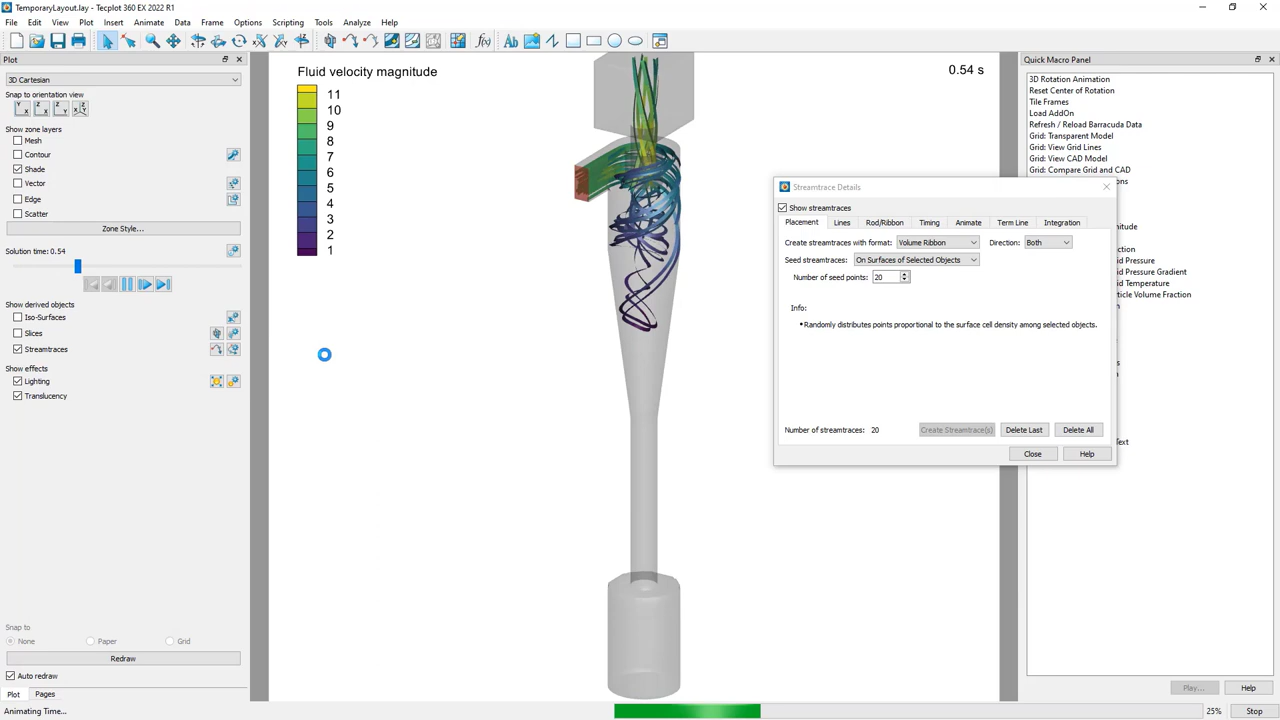 TemporaryLayout.lay - Tecplot 360 EX 2022 R1
File Edit View Plot Insert Animate Data Frame Options Scripting Tools Analyze Help
Plot
3D Cartesian
Snap to orientation view
Show zone layers
Mesh
Contour
Shade
Vector
Edge
Scatter
Zone Style...
Solution time: 0.54
Show derived objects
Iso-Surfaces
Slices
Streamtraces
Show effects
Lighting
Translucency
Snap to
None Paper Grid
Redraw
Auto redraw
Plot Pages
Animating Time...
Fluid velocity magnitude
11
10
9
8
7
6
5
4
3
2
1
0.54 s
Streamtrace Details
Show streamtraces
Placement Lines Rod/Ribbon Timing Animate Term Line Integration
Create streamtraces with format: Volume Ribbon Direction: Both
Seed streamtraces: On Surfaces of Selected Objects
Number of seed points: 20
Info:
•Randomly distributes points proportional to the surface cell density among selected objects.
Number of streamtraces: 20 Create Streamtrace(s) Delete Last Delete All
Close Help
Quick Macro Panel
3D Rotation Animation
Reset Center of Rotation
Tile Frames
Load AddOn
Refresh / Reload Barracuda Data
Grid: Transparent Model
Grid: View Grid Lines
Grid: View CAD Model
Grid: Compare Grid and CAD
Play... Help
25% Stop